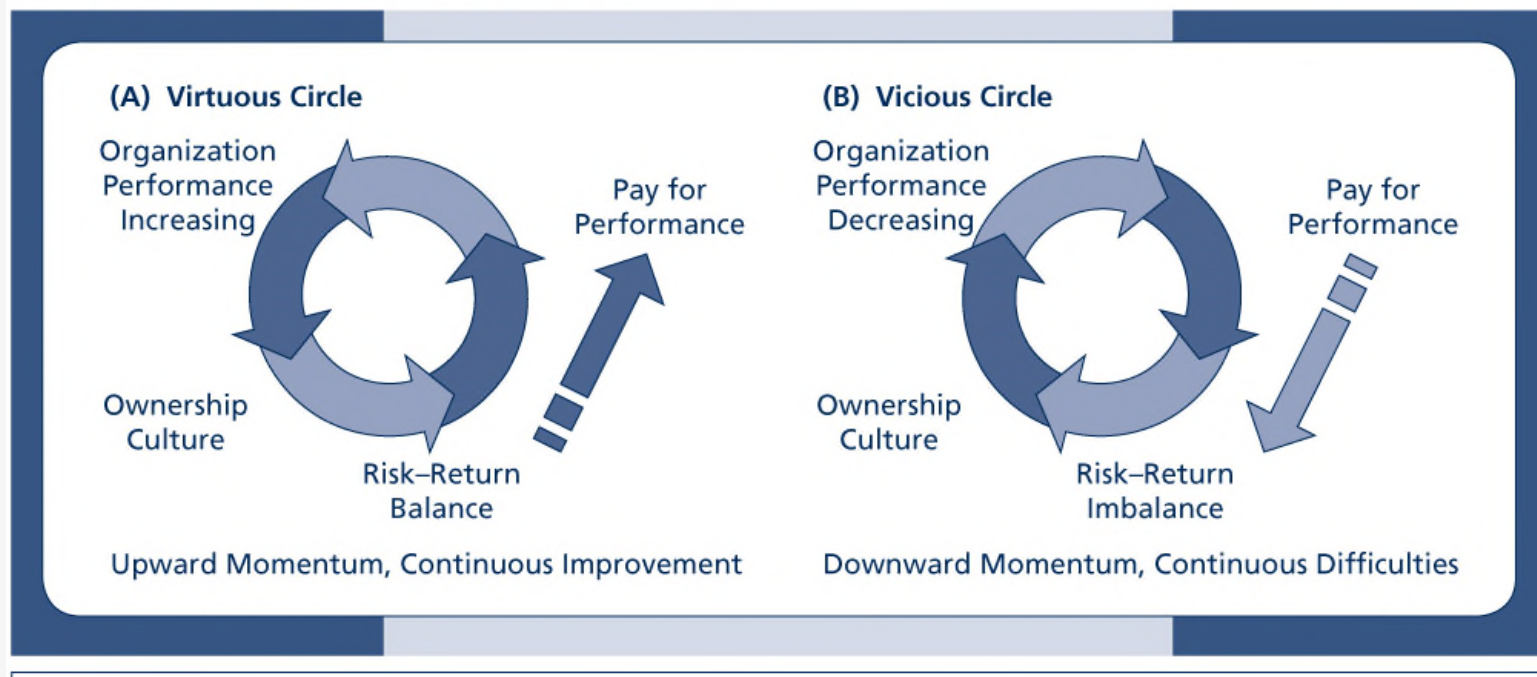 (A) Virtuous Circle
Organization
Performance
Increasing
Pay for
Performance
Ownership
Culture
Risk–Return
Balance
Upward Momentum, Continuous Improvement
(B) Vicious Circle
Organization
Performance
Decreasing
Pay for
Performance
Ownership
Culture
Risk–Return
Imbalance
Downward Momentum, Continuous Difficulties